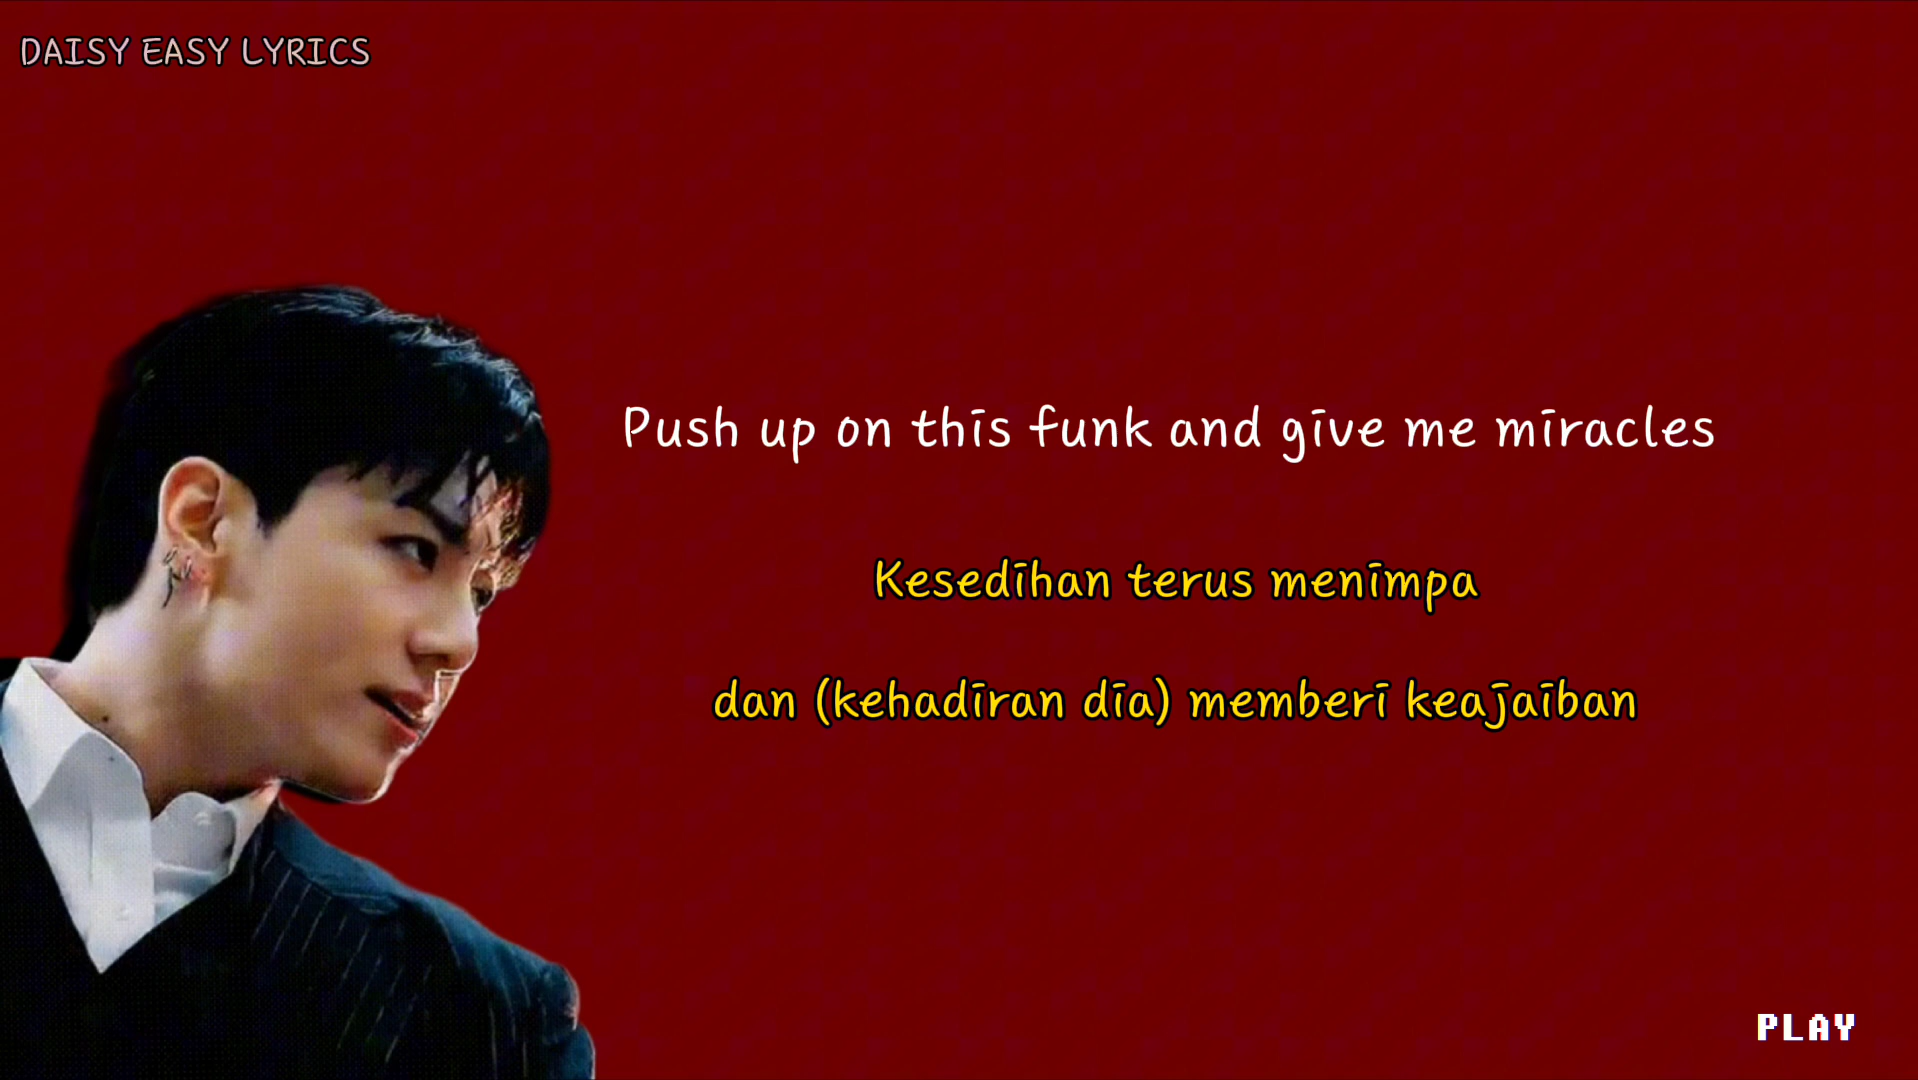 DAISY EASY LYRICS
Push up on this funk and give me miracles
Kesedihan terus menimpa
dan (kehadiran dia) memberi keajaiban
PLAY